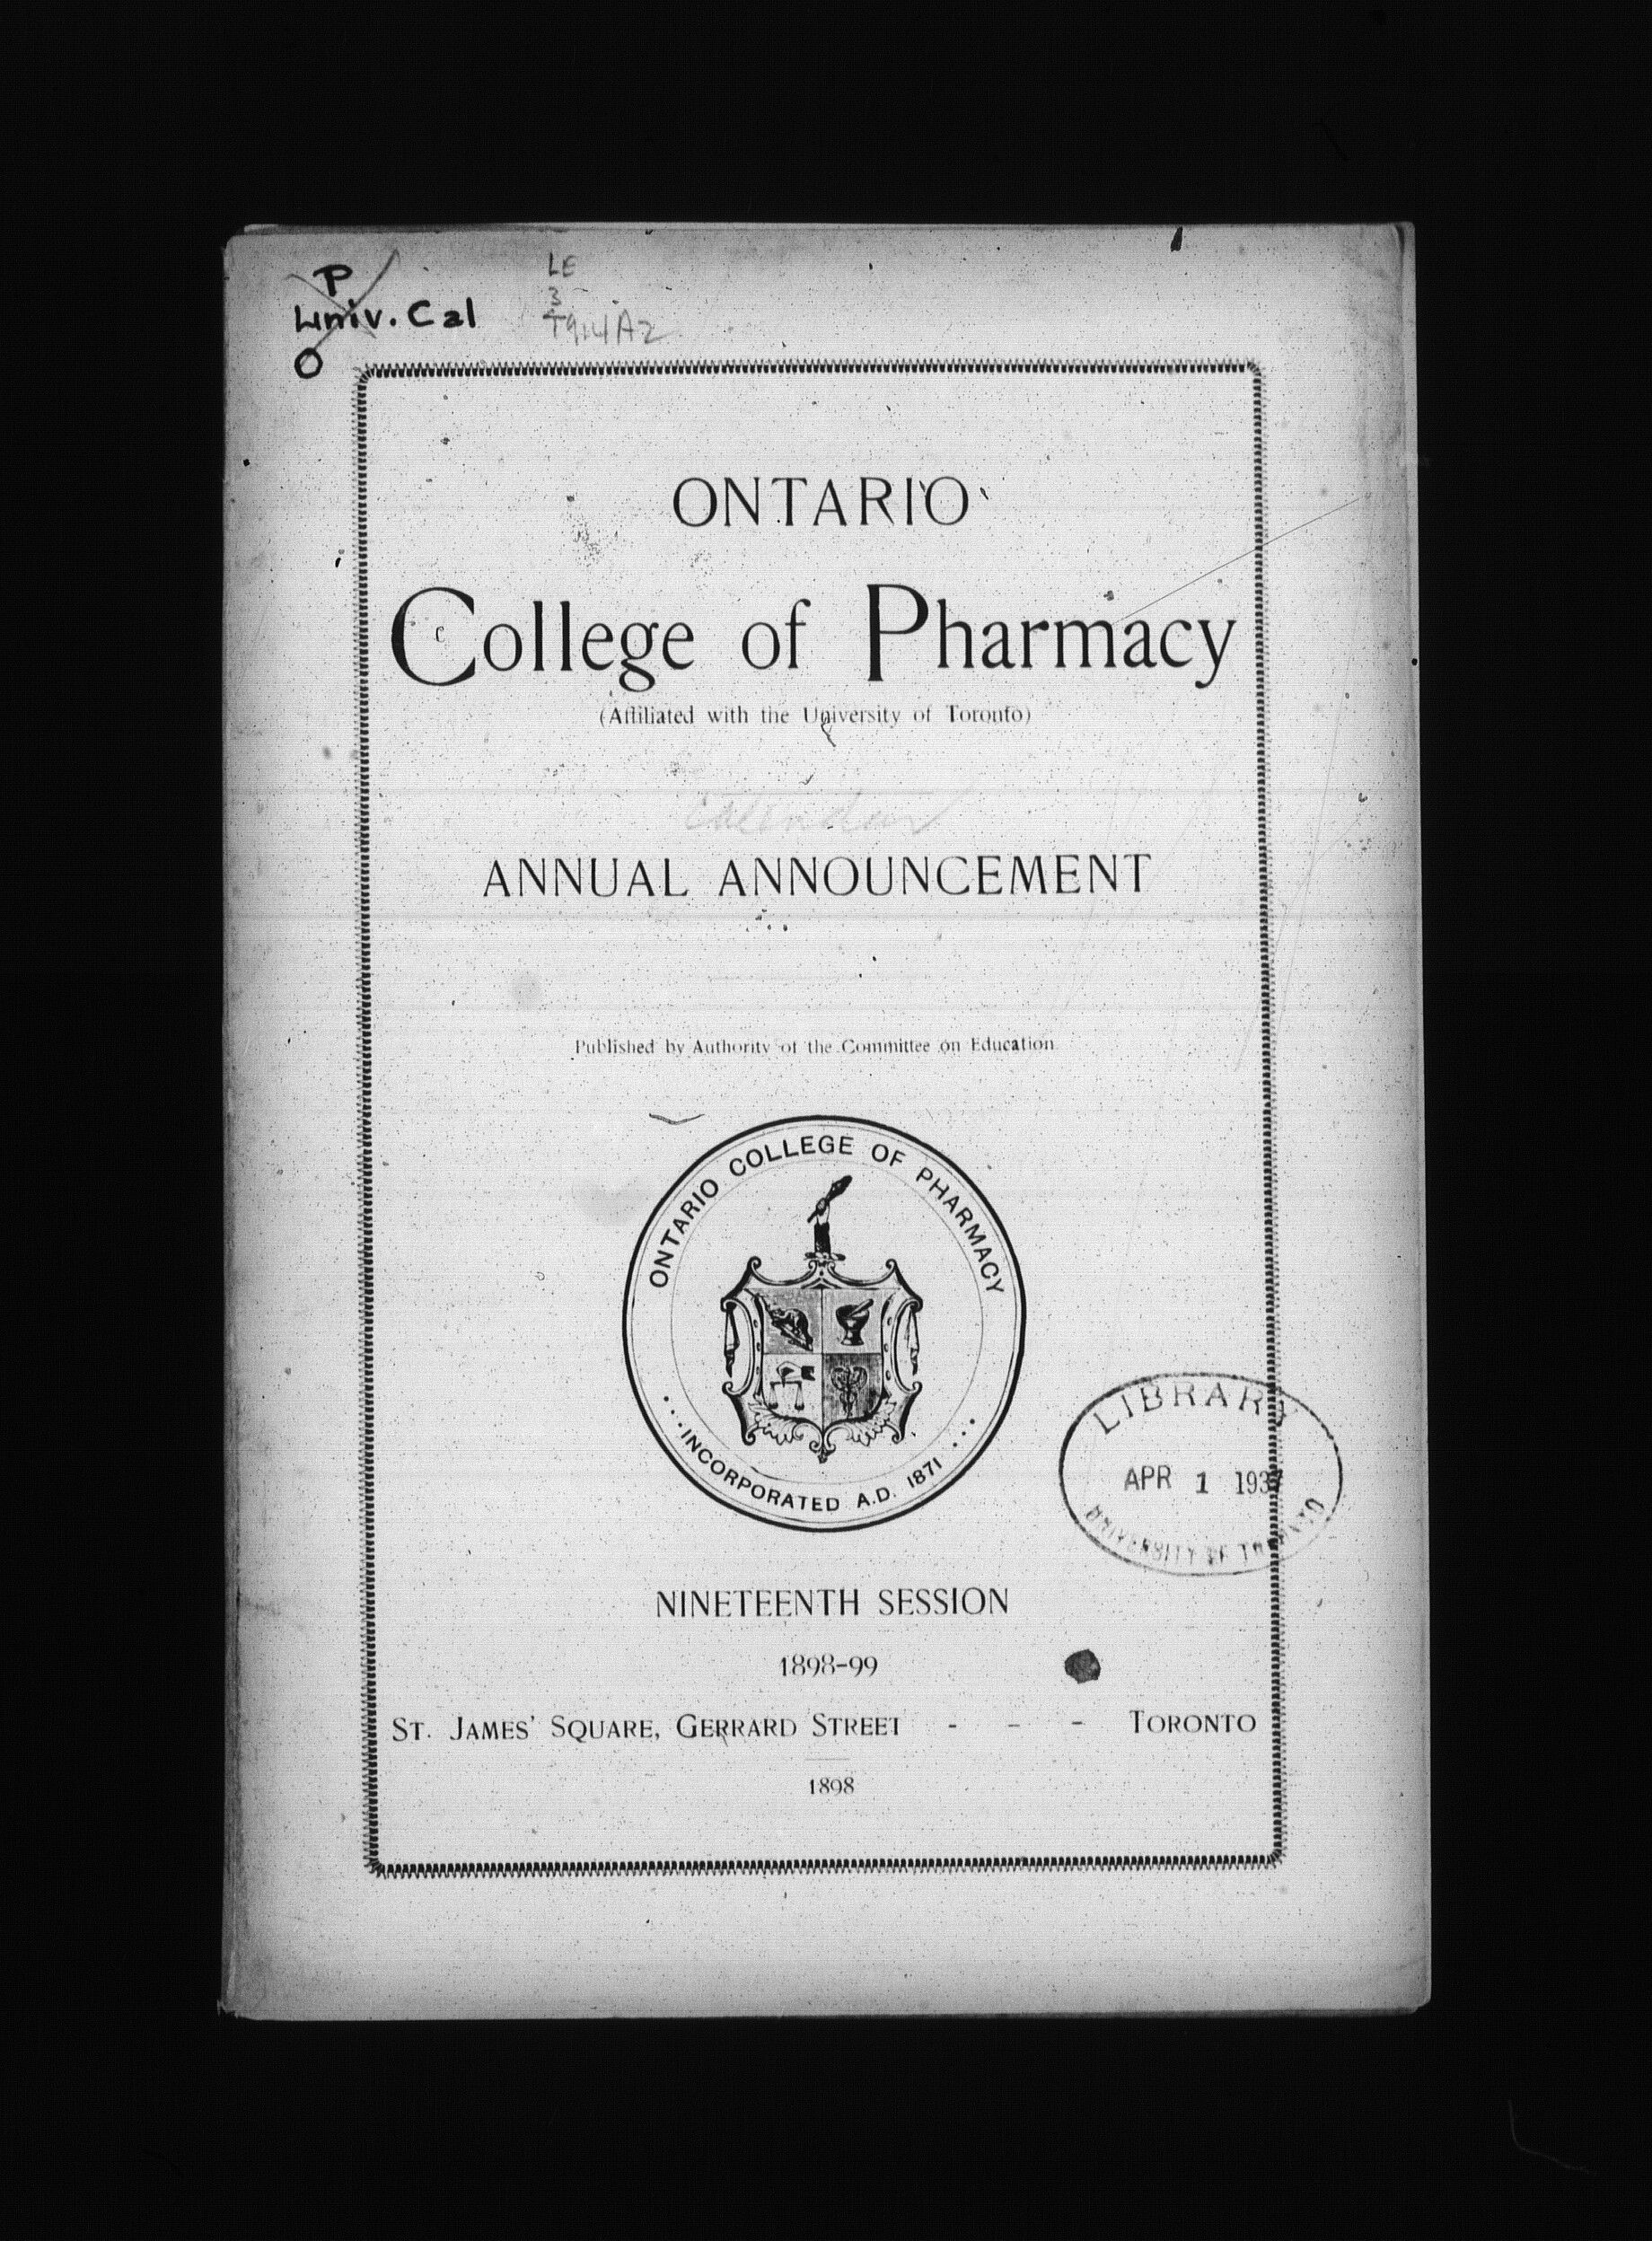 P
Univ. Cal
O
LE
3
T914A2
ONTARIO
College of Pharmacy
(Affiliated with the University of Toronto)
Calendar
ANNUAL ANNOUNCEMENT
Published by Authority of the Committee on Education.
ONTARIO COLLEGE OF PHARMACY
INCORPORATED A.D. 1871
LIBRARY
APR 1 1937
UNIVERSITY OF TORONTO
NINETEENTH SESSION
1898-99
ST. JAMES' SQUARE, GERRARD STREET - - - TORONTO
1898